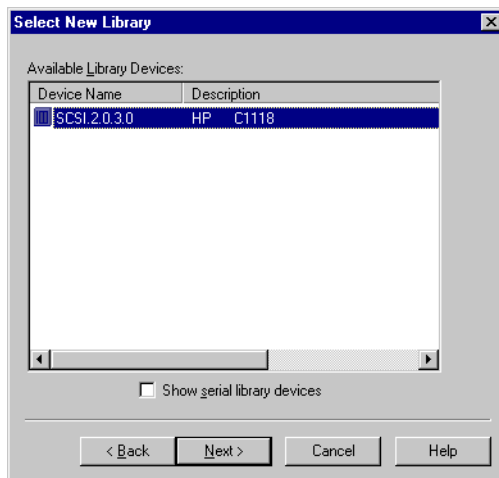 Select New Library
Available Library Devices:
Device Name Description
SCSI.2.0.3.0 HP C1118
Show serial library devices
< Back Next > Cancel Help